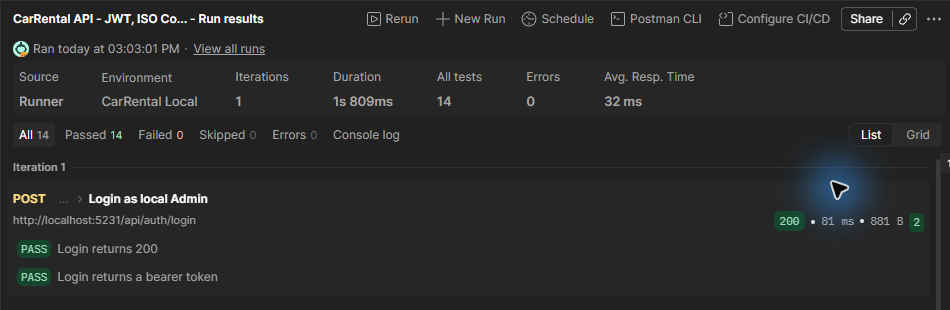 CarRental API - JWT, ISO Co... - Run results
Rerun + New Run Schedule Postman CLI Configure CI/CD Share
Ran today at 03:03:01 PM · View all runs
Source Environment Iterations Duration All tests Errors Avg. Resp. Time
Runner CarRental Local 1 1s 809ms 14 0 32 ms
All 14 Passed 14 Failed 0 Skipped 0 Errors 0 Console log List Grid
Iteration 1
POST ... > Login as local Admin
http://localhost:5231/api/auth/login 200 • 81 ms • 881 B 2
PASS Login returns 200
PASS Login returns a bearer token